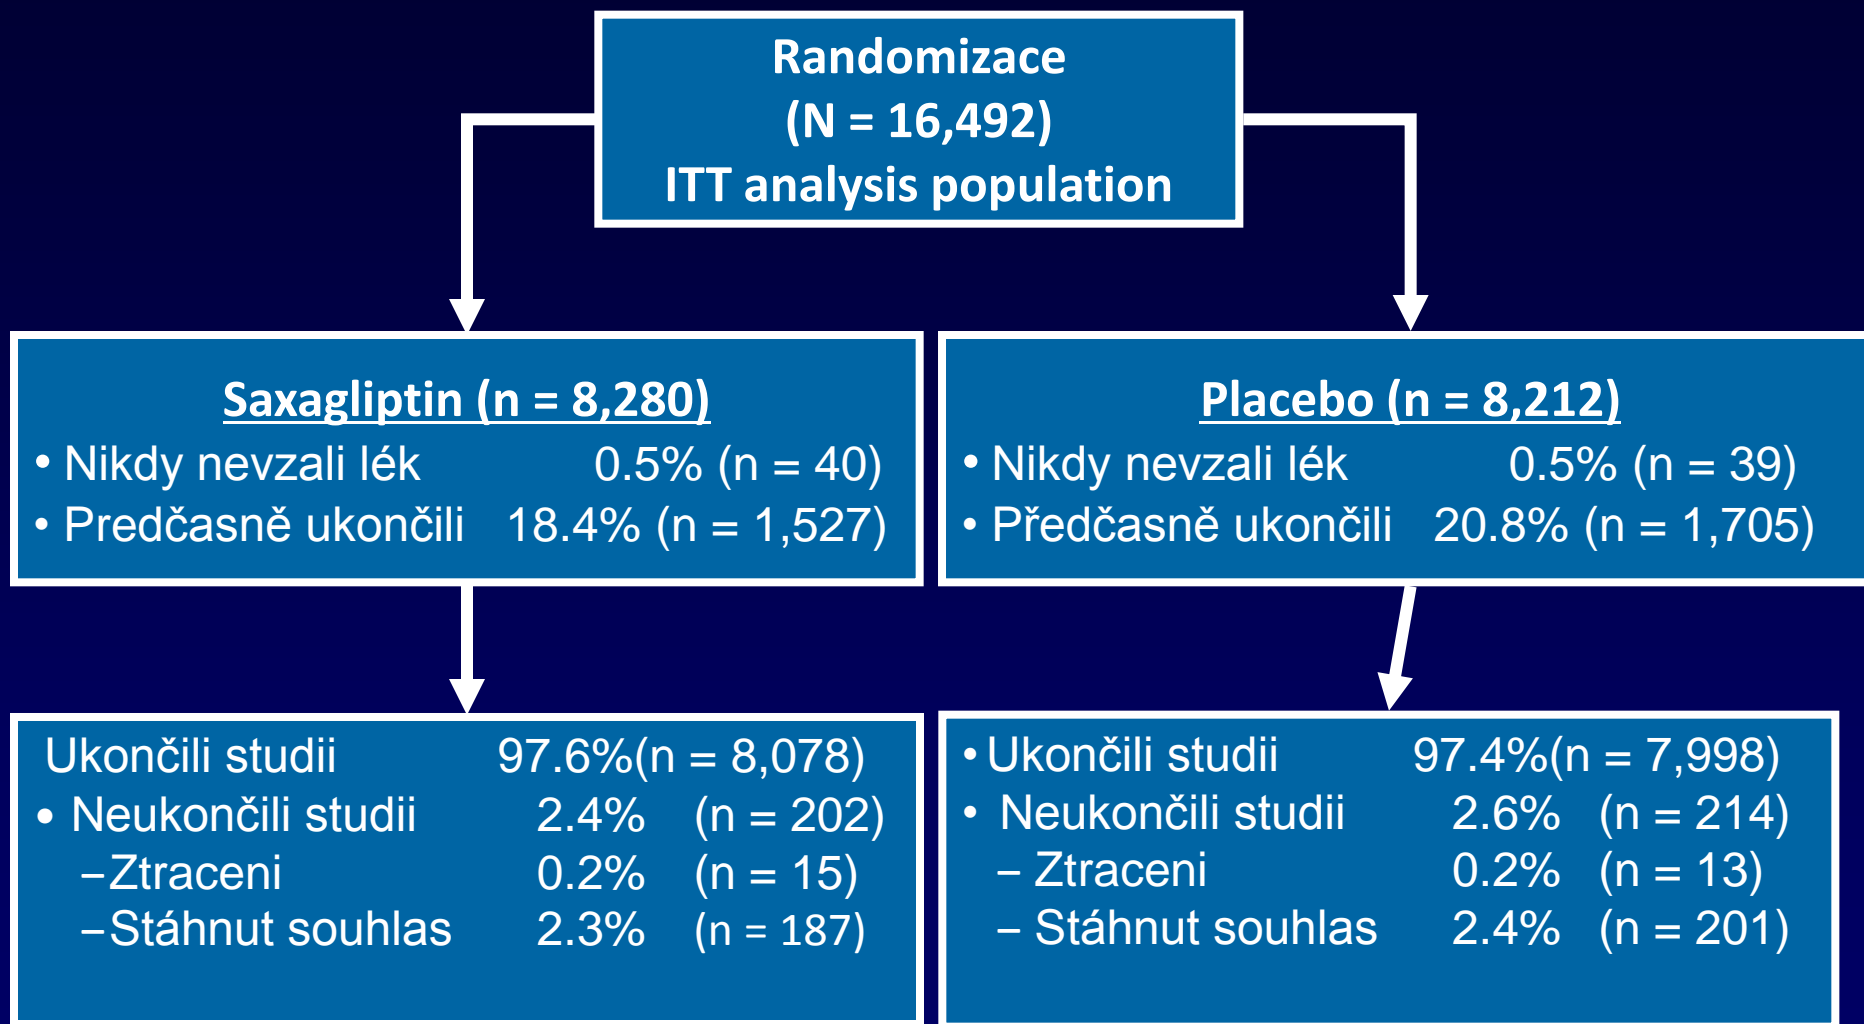 Randomizace
(N = 16,492)
ITT analysis population
Saxagliptin (n = 8,280)
• Nikdy nevzali lék 0.5% (n = 40)
• Predčasně ukončili 18.4% (n = 1,527)
Placebo (n = 8,212)
• Nikdy nevzali lék 0.5% (n = 39)
• Předčasně ukončili 20.8% (n = 1,705)
Ukončili studii 97.6%(n = 8,078)
• Neukončili studii 2.4% (n = 202)
–Ztraceni 0.2% (n = 15)
–Stáhnut souhlas 2.3% (n = 187)
• Ukončili studii 97.4%(n = 7,998)
• Neukončili studii 2.6% (n = 214)
– Ztraceni 0.2% (n = 13)
– Stáhnut souhlas 2.4% (n = 201)